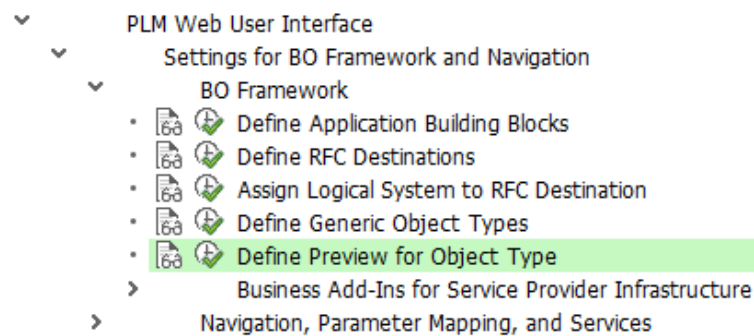 PLM Web User Interface
Settings for BO Framework and Navigation
BO Framework
Define Application Building Blocks
Define RFC Destinations
Assign Logical System to RFC Destination
Define Generic Object Types
Define Preview for Object Type
Business Add-Ins for Service Provider Infrastructure
Navigation, Parameter Mapping, and Services